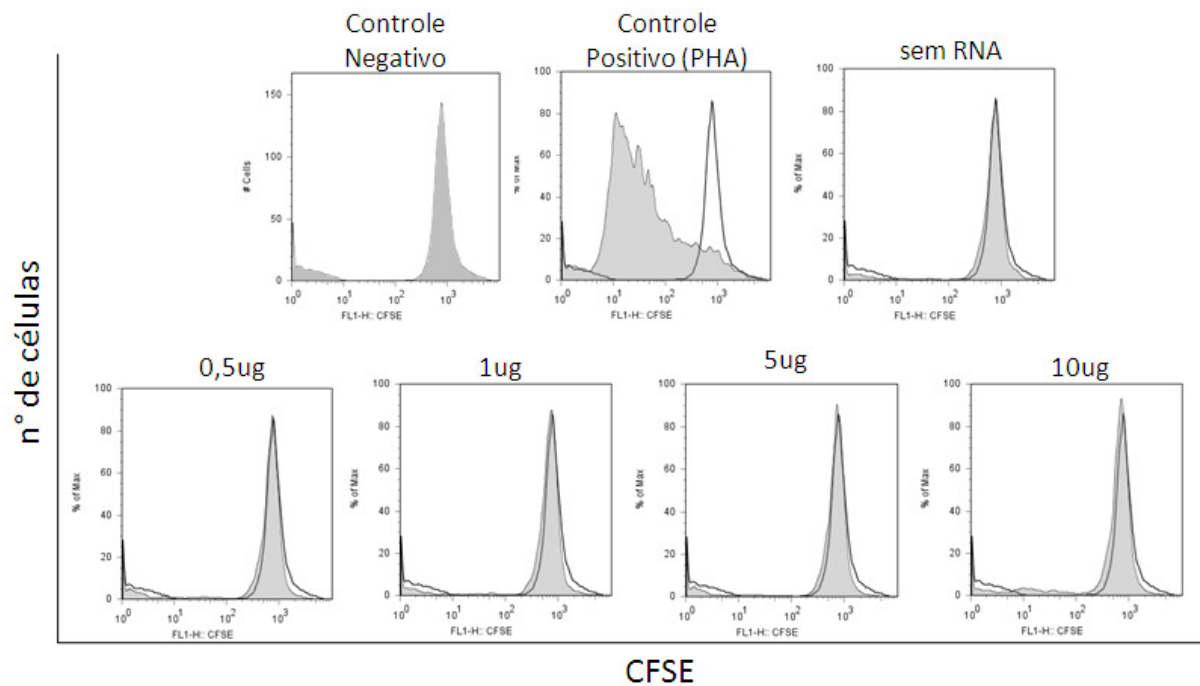 Controle
Negativo
Controle
Positivo (PHA)
sem RNA
150
100
50
0
# Cells
10^0 10^1 10^2 10^3
FL1-H:: CFSE
100
80
60
40
20
0
% of Max
10^0 10^1 10^2 10^3
FL1-H:: CFSE
100
80
60
40
20
0
% of Max
10^0 10^1 10^2 10^3
FL1-H:: CFSE
n° de células
0,5ug
1ug
5ug
10ug
100
80
60
40
20
0
% of Max
10^0 10^1 10^2 10^3
FL1-H:: CFSE
100
80
60
40
20
0
% of Max
10^0 10^1 10^2 10^3
FL1-H:: CFSE
100
80
60
40
20
0
% of Max
10^0 10^1 10^2 10^3
FL1-H:: CFSE
100
80
60
40
20
0
% of Max
10^0 10^1 10^2 10^3
FL1-H:: CFSE
CFSE